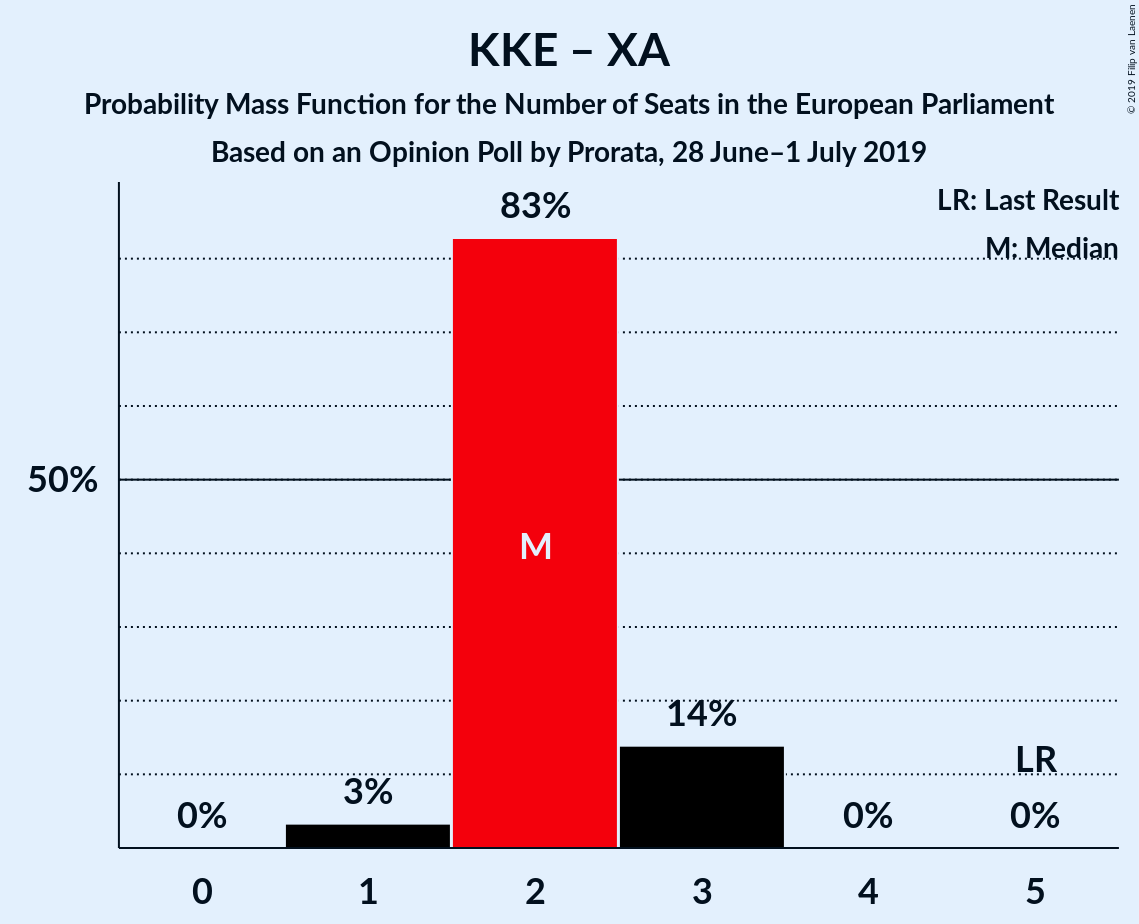 KKE – XA
Probability Mass Function for the Number of Seats in the European Parliament
Based on an Opinion Poll by Prorata, 28 June–1 July 2019
© 2019 Filip van Laenen
LR: Last Result
M: Median
83%
50%
M
14%
LR
3%
0%
0%
0%
0 1 2 3 4 5